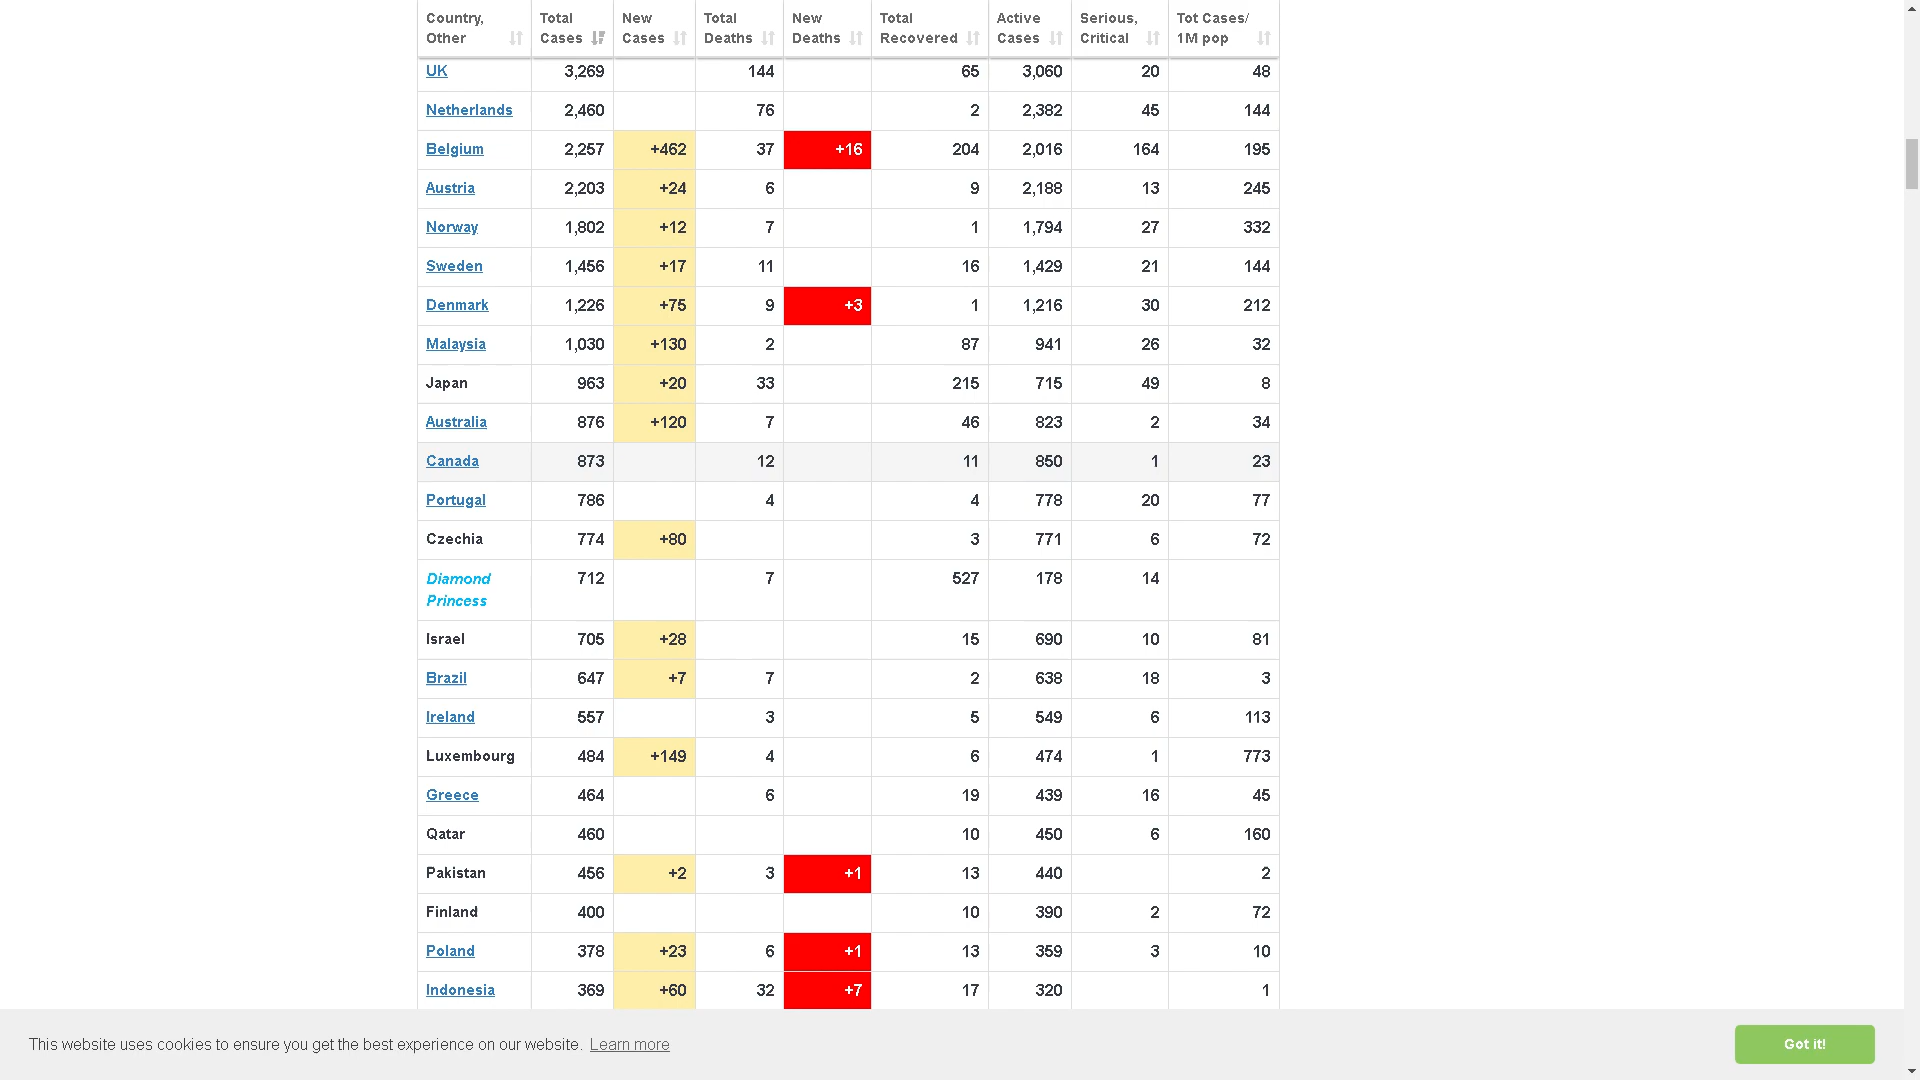 Country, Other Total Cases New Cases Total Deaths New Deaths Total Recovered Active Cases Serious, Critical Tot Cases/ 1M pop
UK 3,269 144 65 3,060 20 48
Netherlands 2,460 76 2 2,382 45 144
Belgium 2,257 +462 37 +16 204 2,016 164 195
Austria 2,203 +24 6 9 2,188 13 245
Norway 1,802 +12 7 1 1,794 27 332
Sweden 1,456 +17 11 16 1,429 21 144
Denmark 1,226 +75 9 +3 1 1,216 30 212
Malaysia 1,030 +130 2 87 941 26 32
Japan 963 +20 33 215 715 49 8
Australia 876 +120 7 46 823 2 34
Canada 873 12 11 850 1 23
Portugal 786 4 4 778 20 77
Czechia 774 +80 3 771 6 72
Diamond Princess 712 7 527 178 14
Israel 705 +28 15 690 10 81
Brazil 647 +7 7 2 638 18 3
Ireland 557 3 5 549 6 113
Luxembourg 484 +149 4 6 474 1 773
Greece 464 6 19 439 16 45
Qatar 460 10 450 6 160
Pakistan 456 +2 3 +1 13 440 2
Finland 400 10 390 2 72
Poland 378 +23 6 +1 13 359 3 10
Indonesia 369 +60 32 +7 17 320 1
This website uses cookies to ensure you get the best experience on our website. Learn more
Got it!